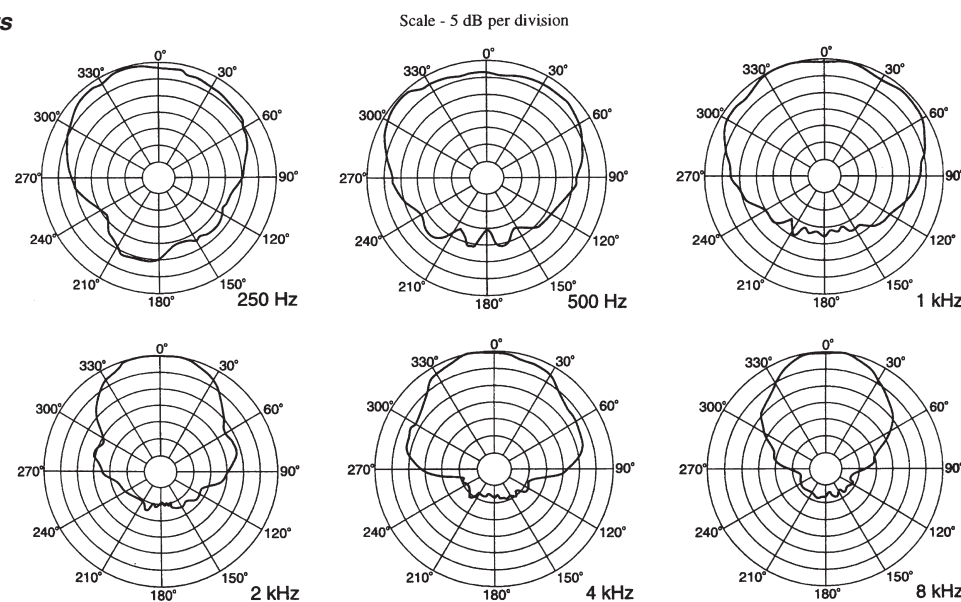 rs
Scale - 5 dB per division
0° 0° 0°
330° 30° 330° 30° 330° 30°
300° 60° 300° 60° 300° 60°
270° 90° 270° 90° 270° 90°
240° 120° 240° 120° 240° 120°
210° 150° 210° 150° 210° 150°
180° 250 Hz 180° 500 Hz 180° 1 kHz
0° 0° 0°
330° 30° 330° 30° 330° 30°
300° 60° 300° 60° 300° 60°
270° 90° 270° 90° 270° 90°
240° 120° 240° 120° 240° 120°
210° 150° 210° 150° 210° 150°
180° 2 kHz 180° 4 kHz 180° 8 kHz